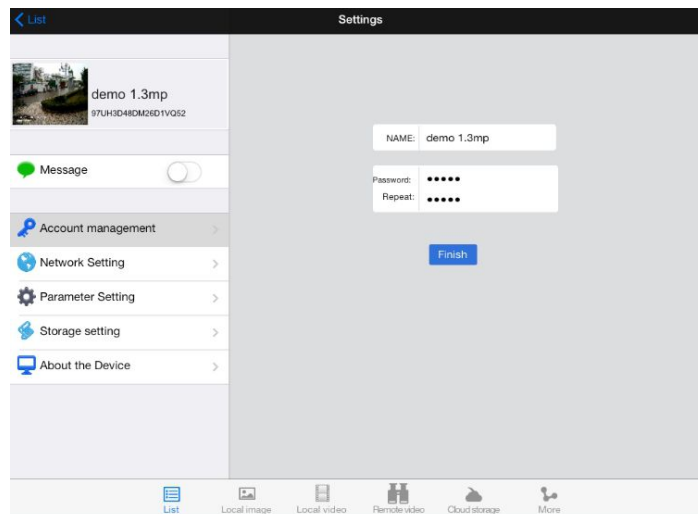 List
Settings
demo 1.3mp
97UH3D48DM26D1VQ52
Message
Account management
Network Setting
Parameter Setting
Storage setting
About the Device
NAME: demo 1.3mp
Password: •••••
Repeat: •••••
Finish
List Local image Local video Remote video Cloud storage More